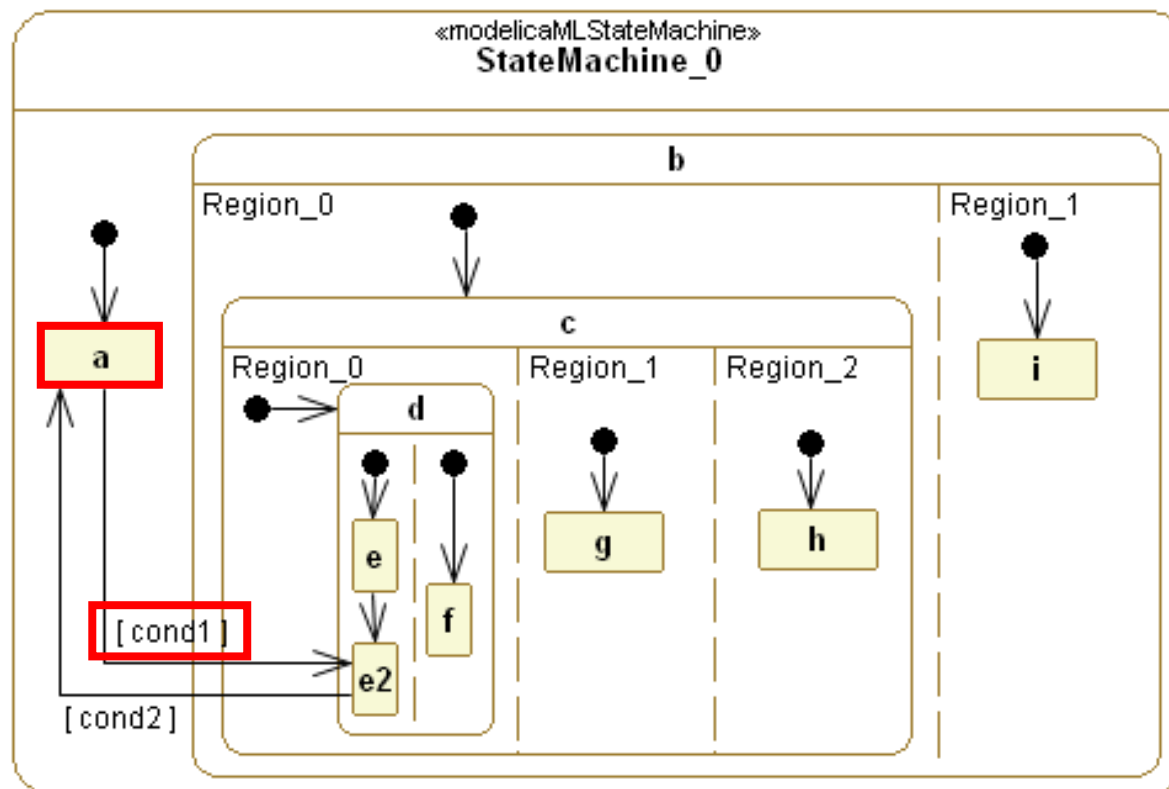 «modelicaMLStateMachine»
StateMachine_0
b
Region_0
Region_1
a
c
i
Region_0
Region_1
Region_2
d
e
g
h
f
[ cond1 ]
e2
[ cond2 ]